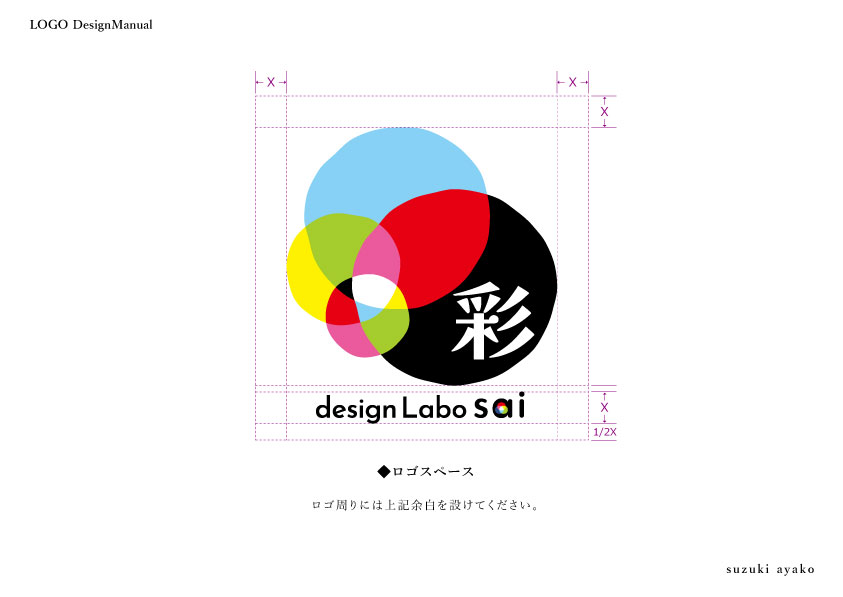 LOGO DesignManual
X X
X
彩
design Labo sai
X
1/2X
◆ロゴスペース
ロゴ周りには上記余白を設けてください。
suzuki ayako